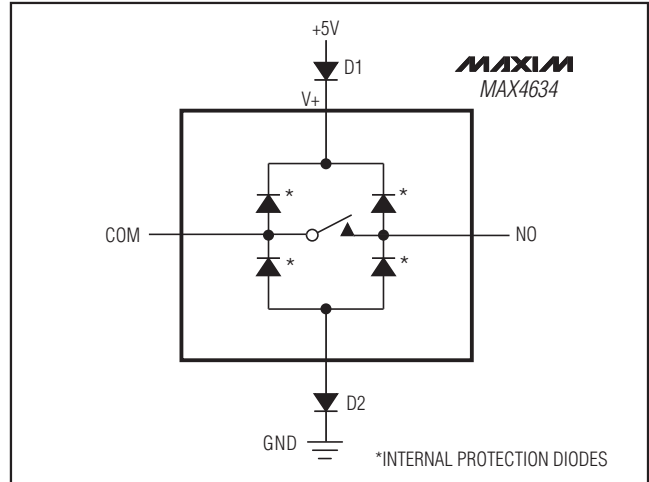 +5V
D1
MAXIM
MAX4634
V+
*
*
COM
NO
*
*
D2
GND
*INTERNAL PROTECTION DIODES